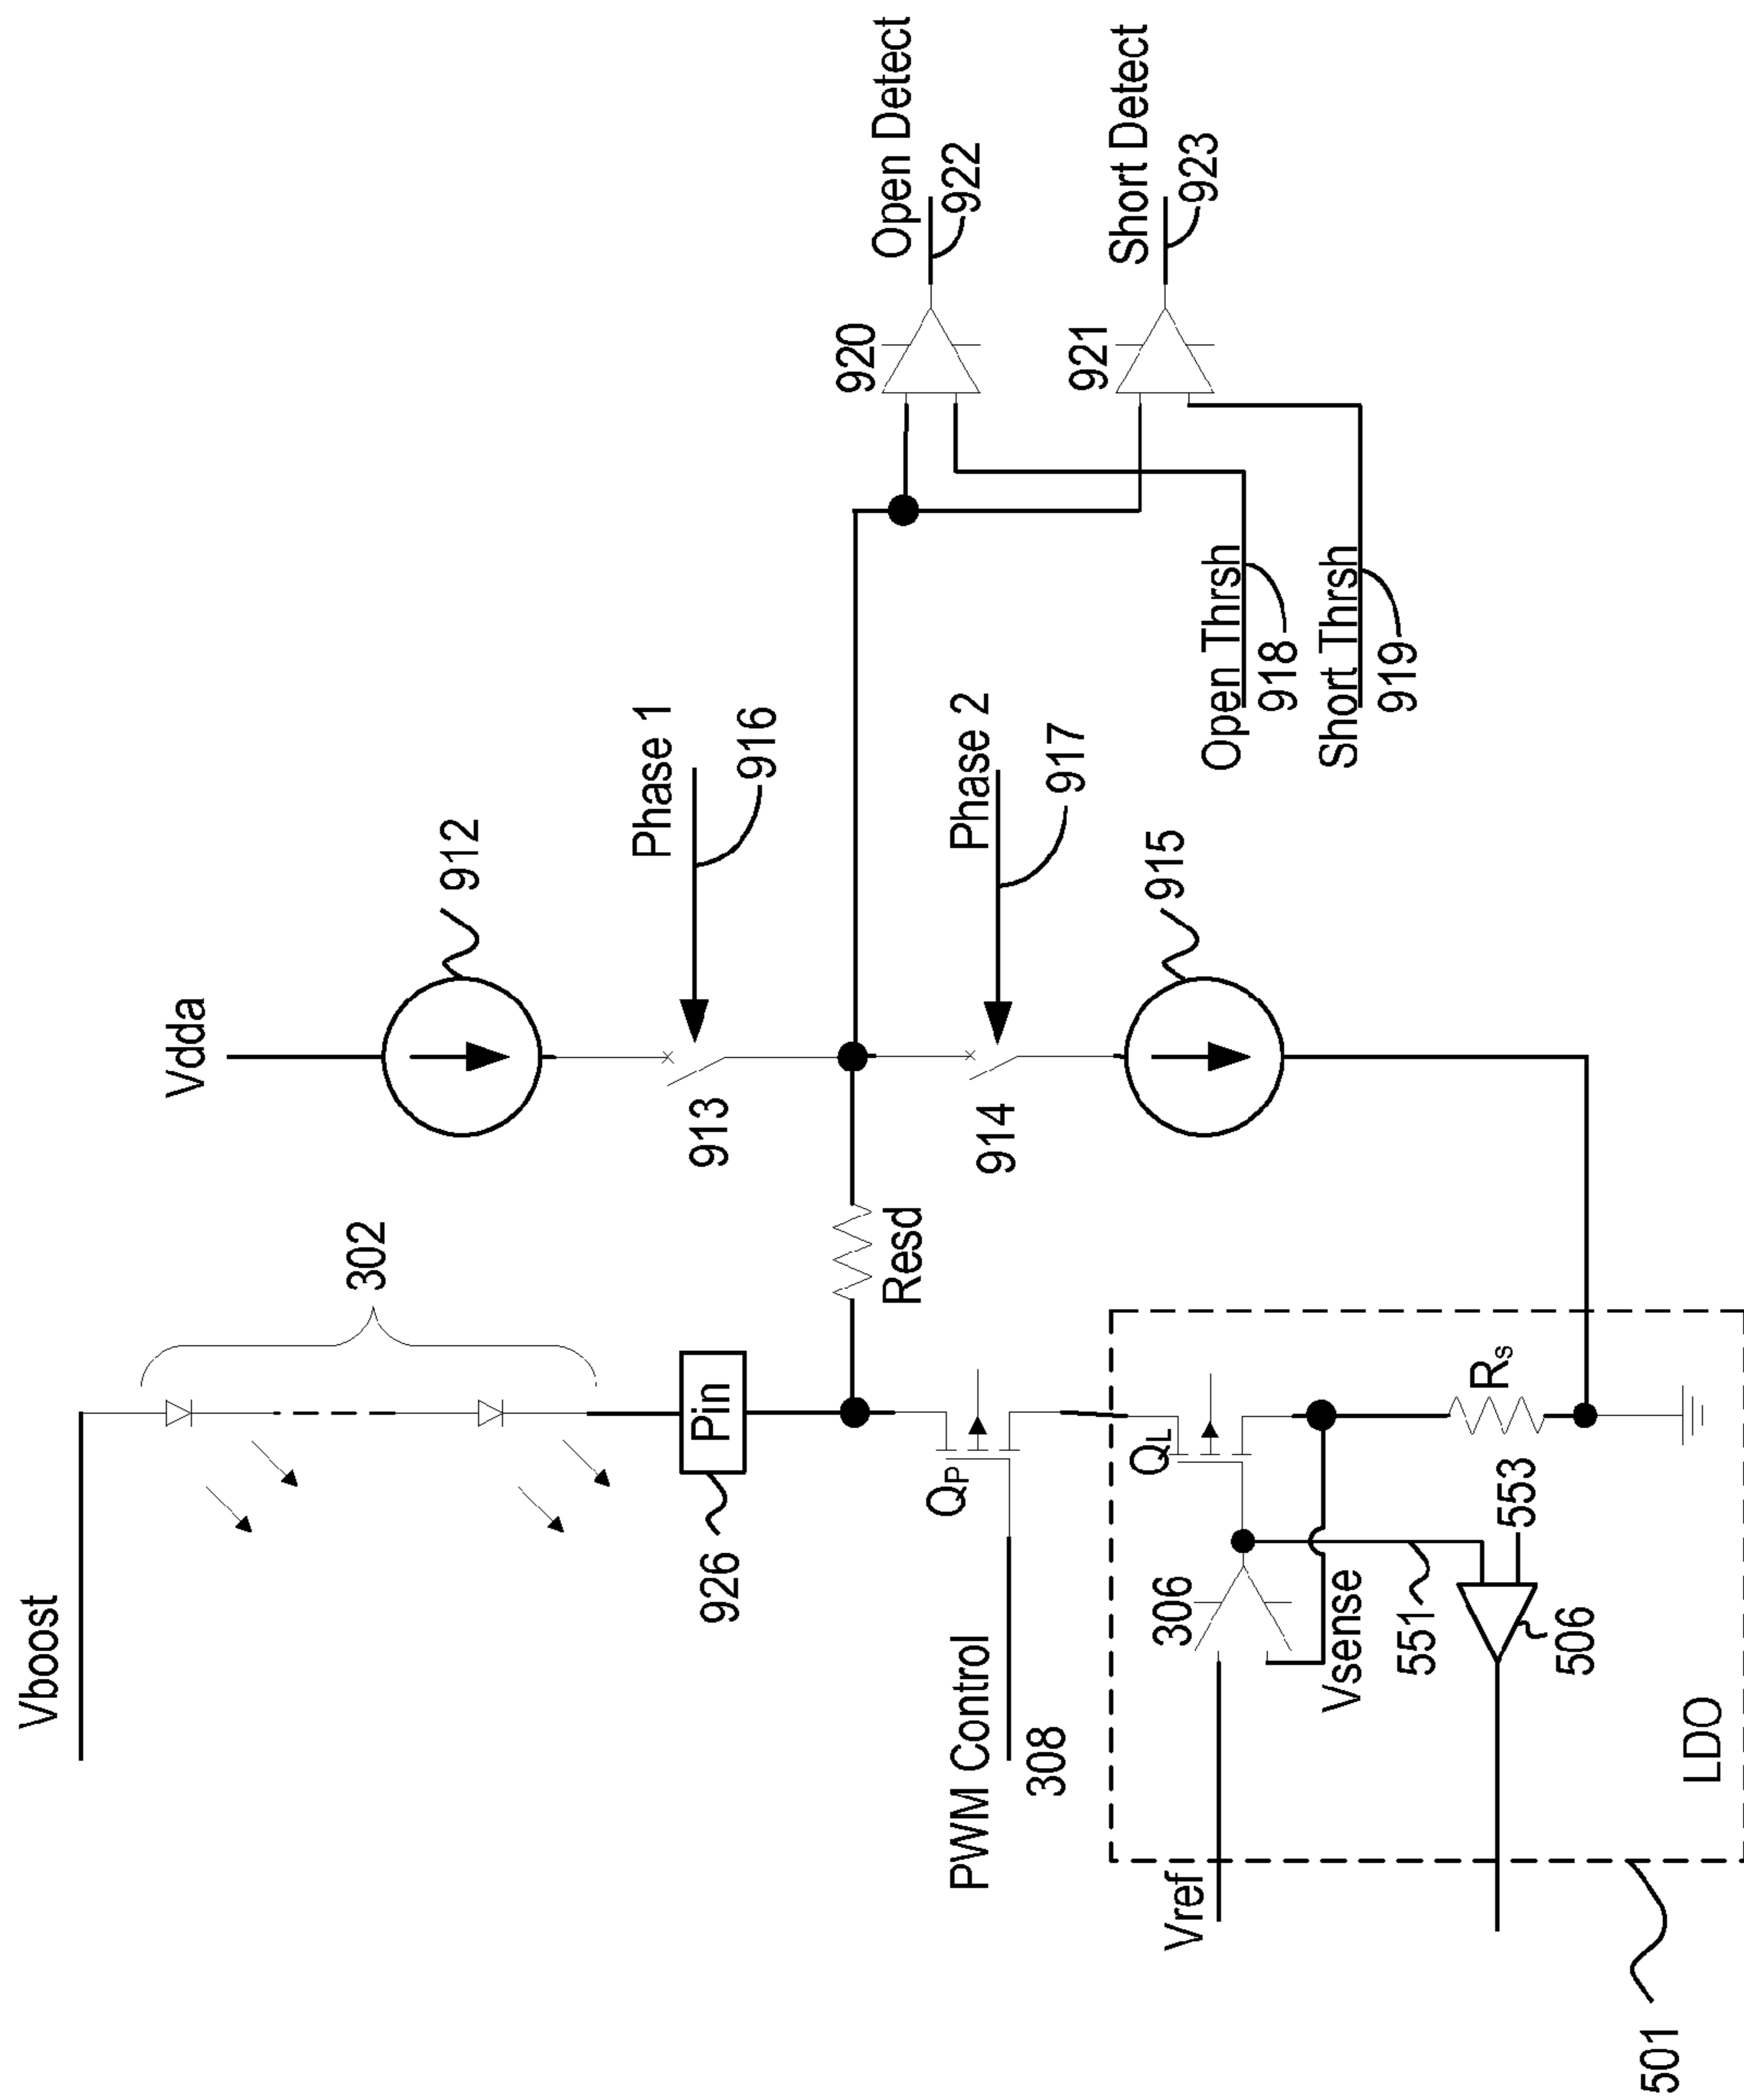 Vboost
302
Vdda
912
Phase 1
916
913
Pin
926
Resd
920
Open Detect
922
Phase 2
917
914
921
Short Detect
923
915
PWM Control
308
QP
QL
Open Thrsh
918
Short Thrsh
919
Vref
306
Vsense
Rs
551
553
506
LDO
501